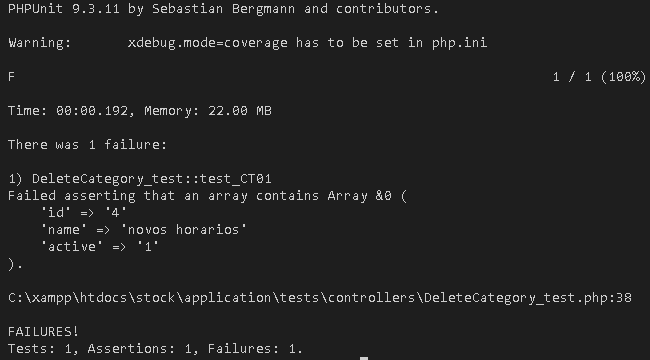 PHPUnit 9.3.11 by Sebastian Bergmann and contributors.
Warning:       xdebug.mode=coverage has to be set in php.ini
F                                                                   1 / 1 (100%)
Time: 00:00.192, Memory: 22.00 MB
There was 1 failure:
1) DeleteCategory_test::test_CT01
Failed asserting that an array contains Array &0 (
    'id' => '4'
    'name' => 'novos horarios'
    'active' => '1'
).
C:\xampp\htdocs\stock\application\tests\controllers\DeleteCategory_test.php:38
FAILURES!
Tests: 1, Assertions: 1, Failures: 1.